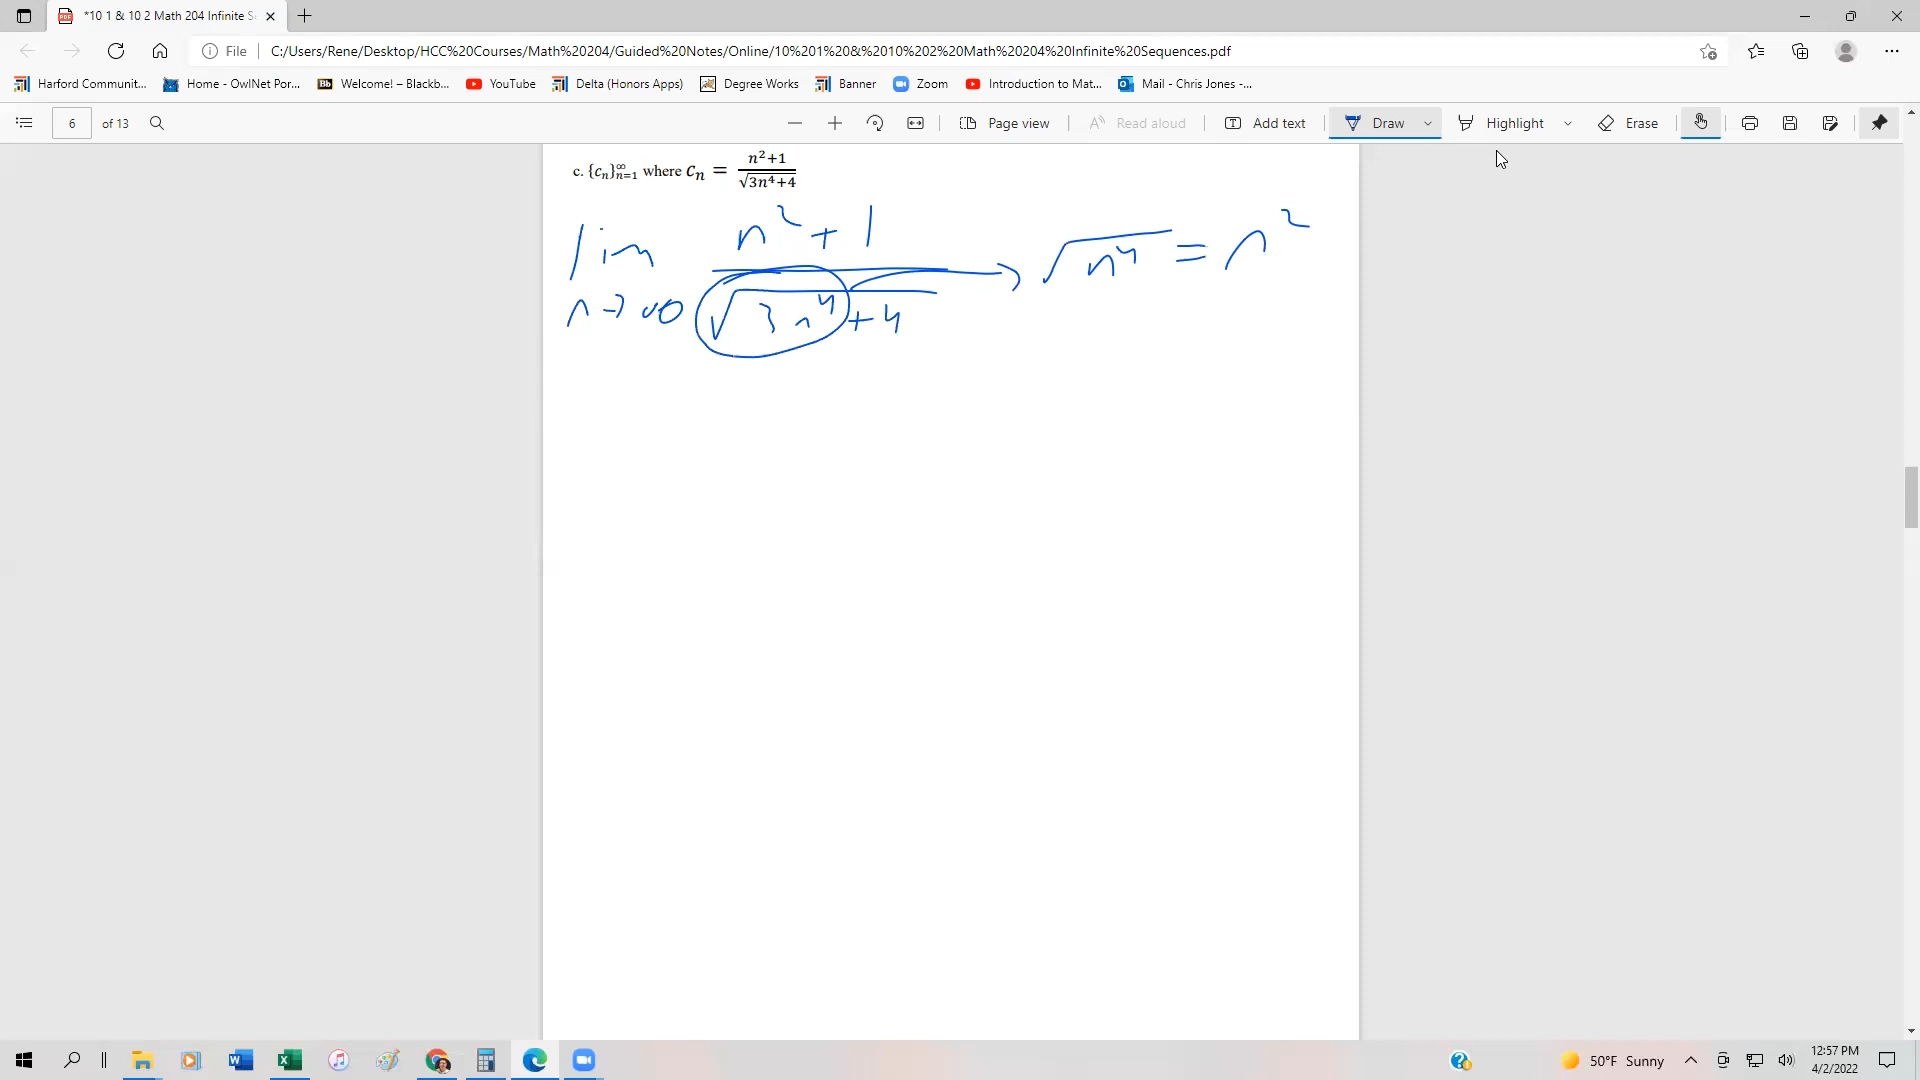 *10 1 & 10 2 Math 204 Infinite S
File C:/Users/Rene/Desktop/HCC%20Courses/Math%20204/Guided%20Notes/Online/10%201%20&%2010%202%20Math%20204%20Infinite%20Sequences.pdf
Harford Communit... Home - OwlNet Por... Bb Welcome! – Blackb... YouTube Delta (Honors Apps) Degree Works Banner Zoom Introduction to Mat... Mail - Chris Jones -...
6 of 13 Page view Read aloud Add text Draw Highlight Erase
c. {cₙ}∞ₙ₌₁ where cₙ = n²+1 / √3n⁴+4
lim n→∞ n² + 1 / √3n⁴ + 4 → √n⁴ = n²
50°F Sunny 12:57 PM
4/2/2022